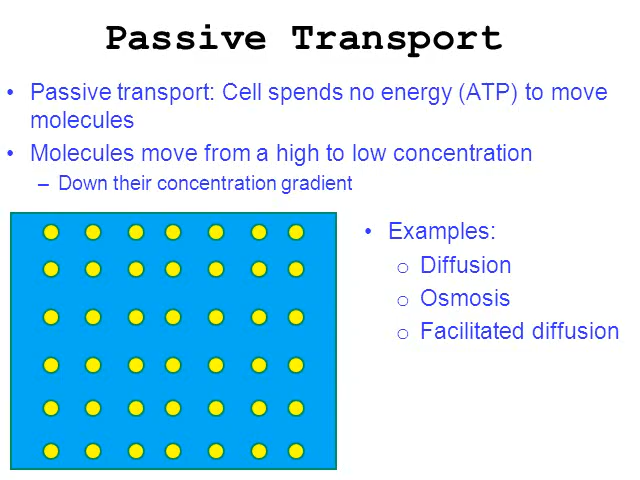 Passive Transport
• Passive transport: Cell spends no energy (ATP) to move
molecules
• Molecules move from a high to low concentration
– Down their concentration gradient
• Examples:
o Diffusion
o Osmosis
o Facilitated diffusion